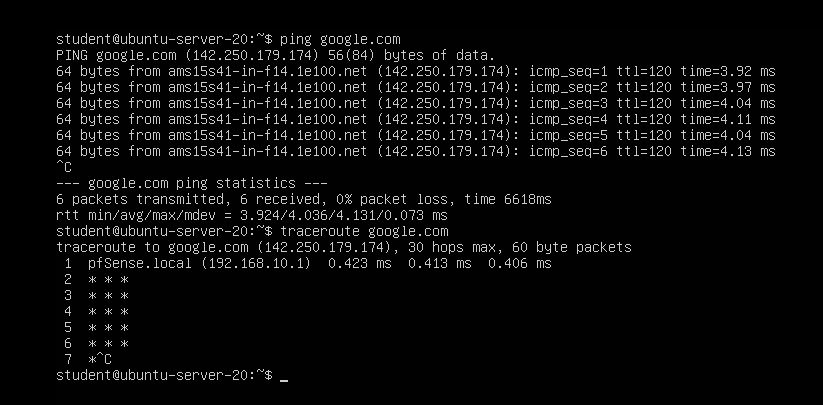 student@ubuntu-server-20:~$ ping google.com
PING google.com (142.250.179.174) 56(84) bytes of data.
64 bytes from ams15s41-in-f14.1e100.net (142.250.179.174): icmp_seq=1 ttl=120 time=3.92 ms
64 bytes from ams15s41-in-f14.1e100.net (142.250.179.174): icmp_seq=2 ttl=120 time=3.97 ms
64 bytes from ams15s41-in-f14.1e100.net (142.250.179.174): icmp_seq=3 ttl=120 time=4.04 ms
64 bytes from ams15s41-in-f14.1e100.net (142.250.179.174): icmp_seq=4 ttl=120 time=4.11 ms
64 bytes from ams15s41-in-f14.1e100.net (142.250.179.174): icmp_seq=5 ttl=120 time=4.04 ms
64 bytes from ams15s41-in-f14.1e100.net (142.250.179.174): icmp_seq=6 ttl=120 time=4.13 ms
^C
--- google.com ping statistics ---
6 packets transmitted, 6 received, 0% packet loss, time 6618ms
rtt min/avg/max/mdev = 3.924/4.036/4.131/0.073 ms
student@ubuntu-server-20:~$ traceroute google.com
traceroute to google.com (142.250.179.174), 30 hops max, 60 byte packets
 1  pfSense.local (192.168.10.1)  0.423 ms  0.413 ms  0.406 ms
 2  * * *
 3  * * *
 4  * * *
 5  * * *
 6  * * *
 7  *^C
student@ubuntu-server-20:~$ _